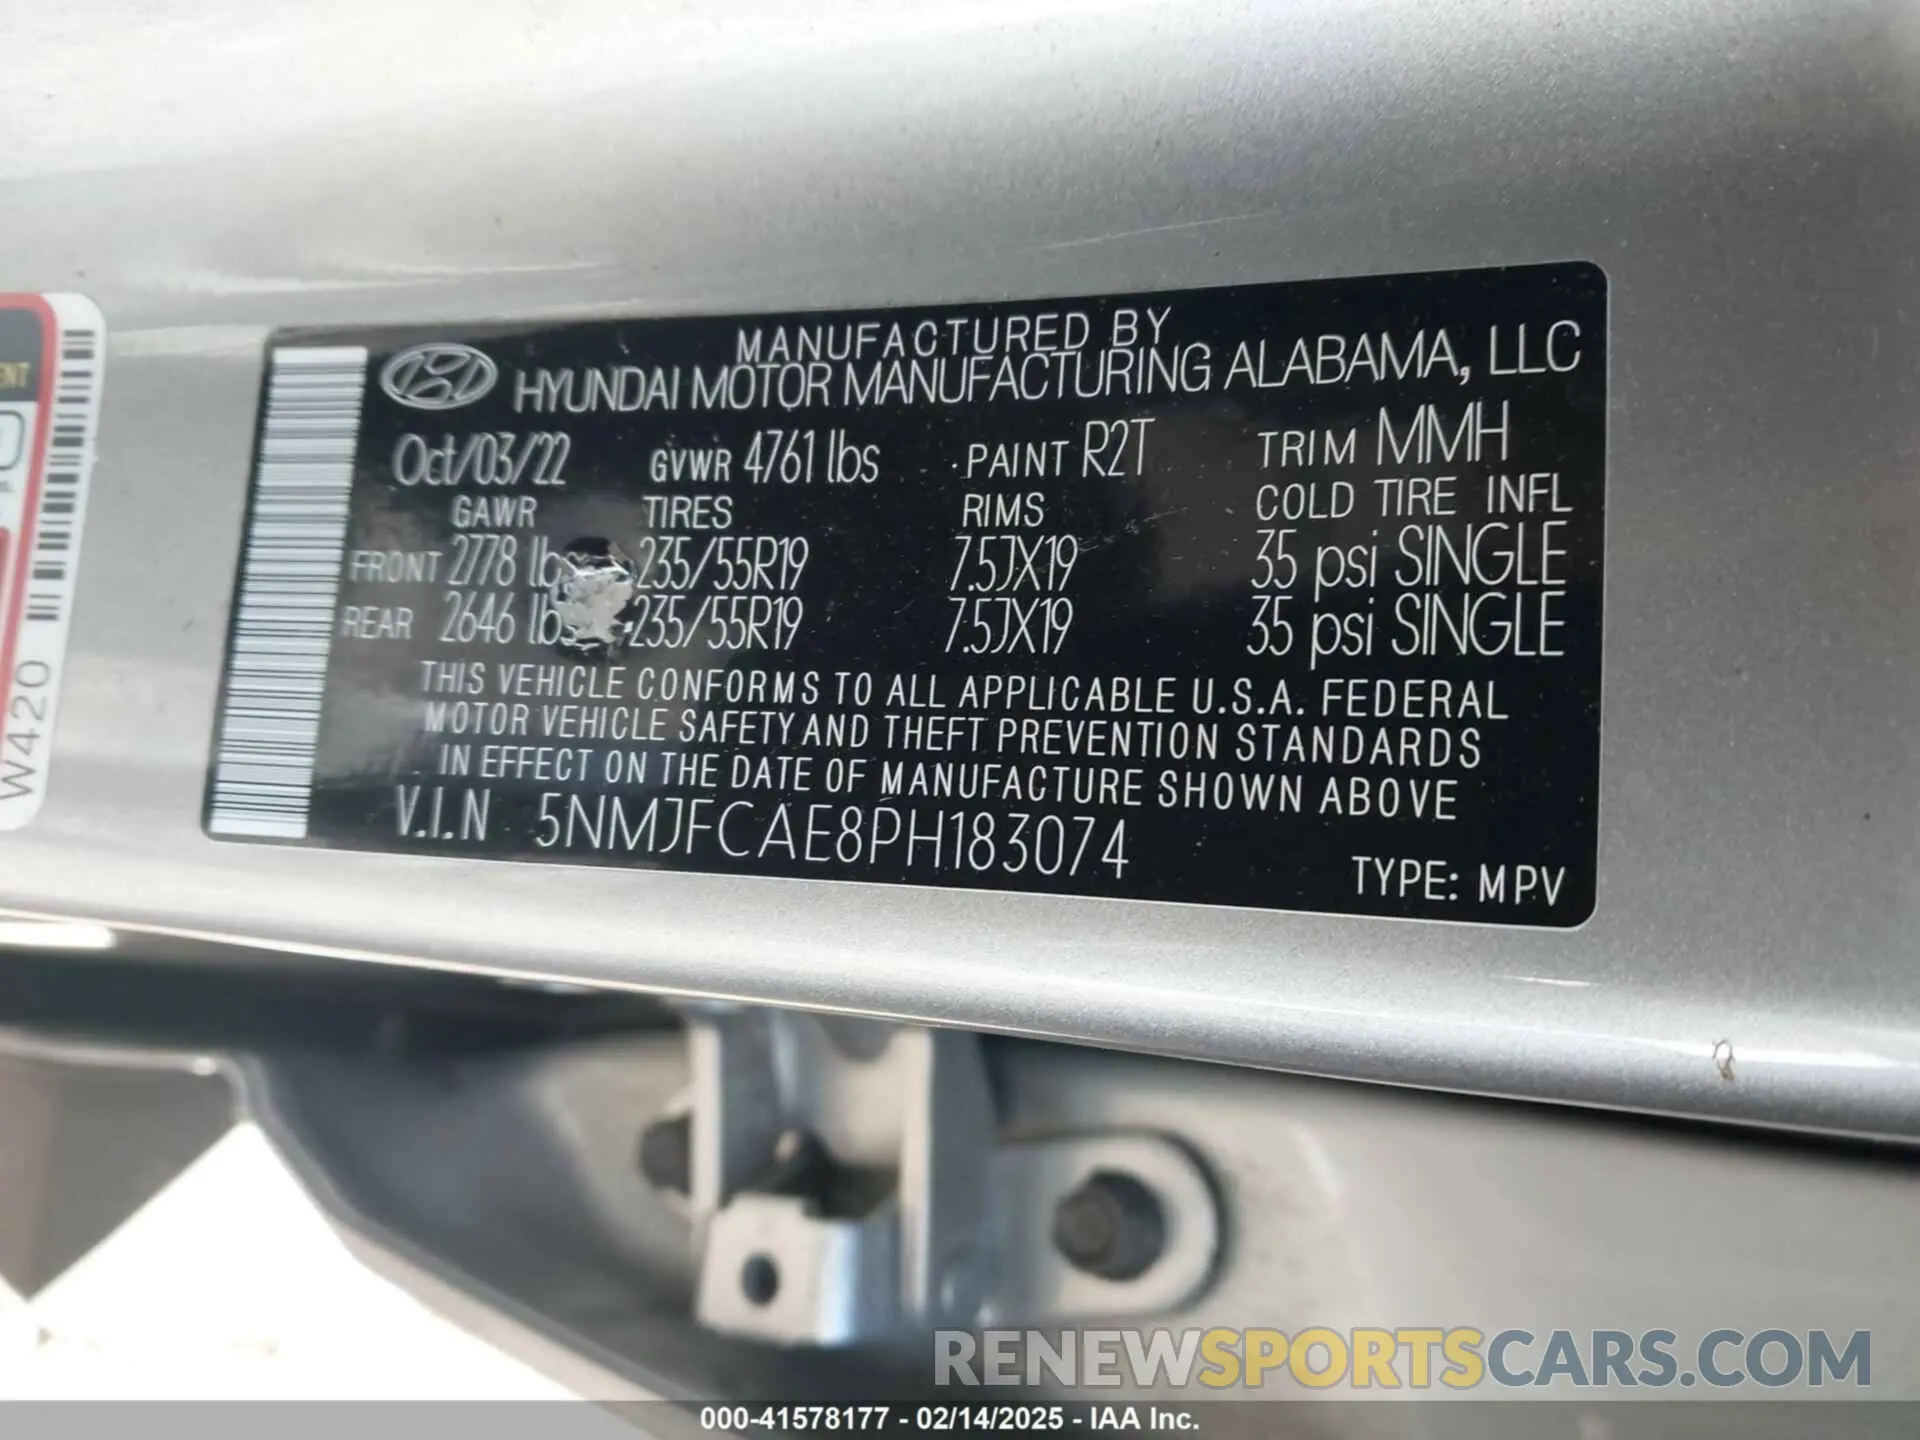 ENT
W420
MANUFACTURED BY
HYUNDAI MOTOR MANUFACTURING ALABAMA, LLC
Oct/03/22 GVWR 4761 lbs PAINT R2T TRIM MMH
GAWR TIRES RIMS COLD TIRE INFL
FRONT 2778 lb 235/55R19 7.5JX19 35 psi SINGLE
REAR 2646 lbs 235/55R19 7.5JX19 35 psi SINGLE
THIS VEHICLE CONFORMS TO ALL APPLICABLE U.S.A. FEDERAL
MOTOR VEHICLE SAFETY AND THEFT PREVENTION STANDARDS
IN EFFECT ON THE DATE OF MANUFACTURE SHOWN ABOVE
V.I.N 5NMJFCAE8PH183074
TYPE: MPV
RENEWSPORTSCARS.COM
000-41578177 - 02/14/2025 - IAA Inc.